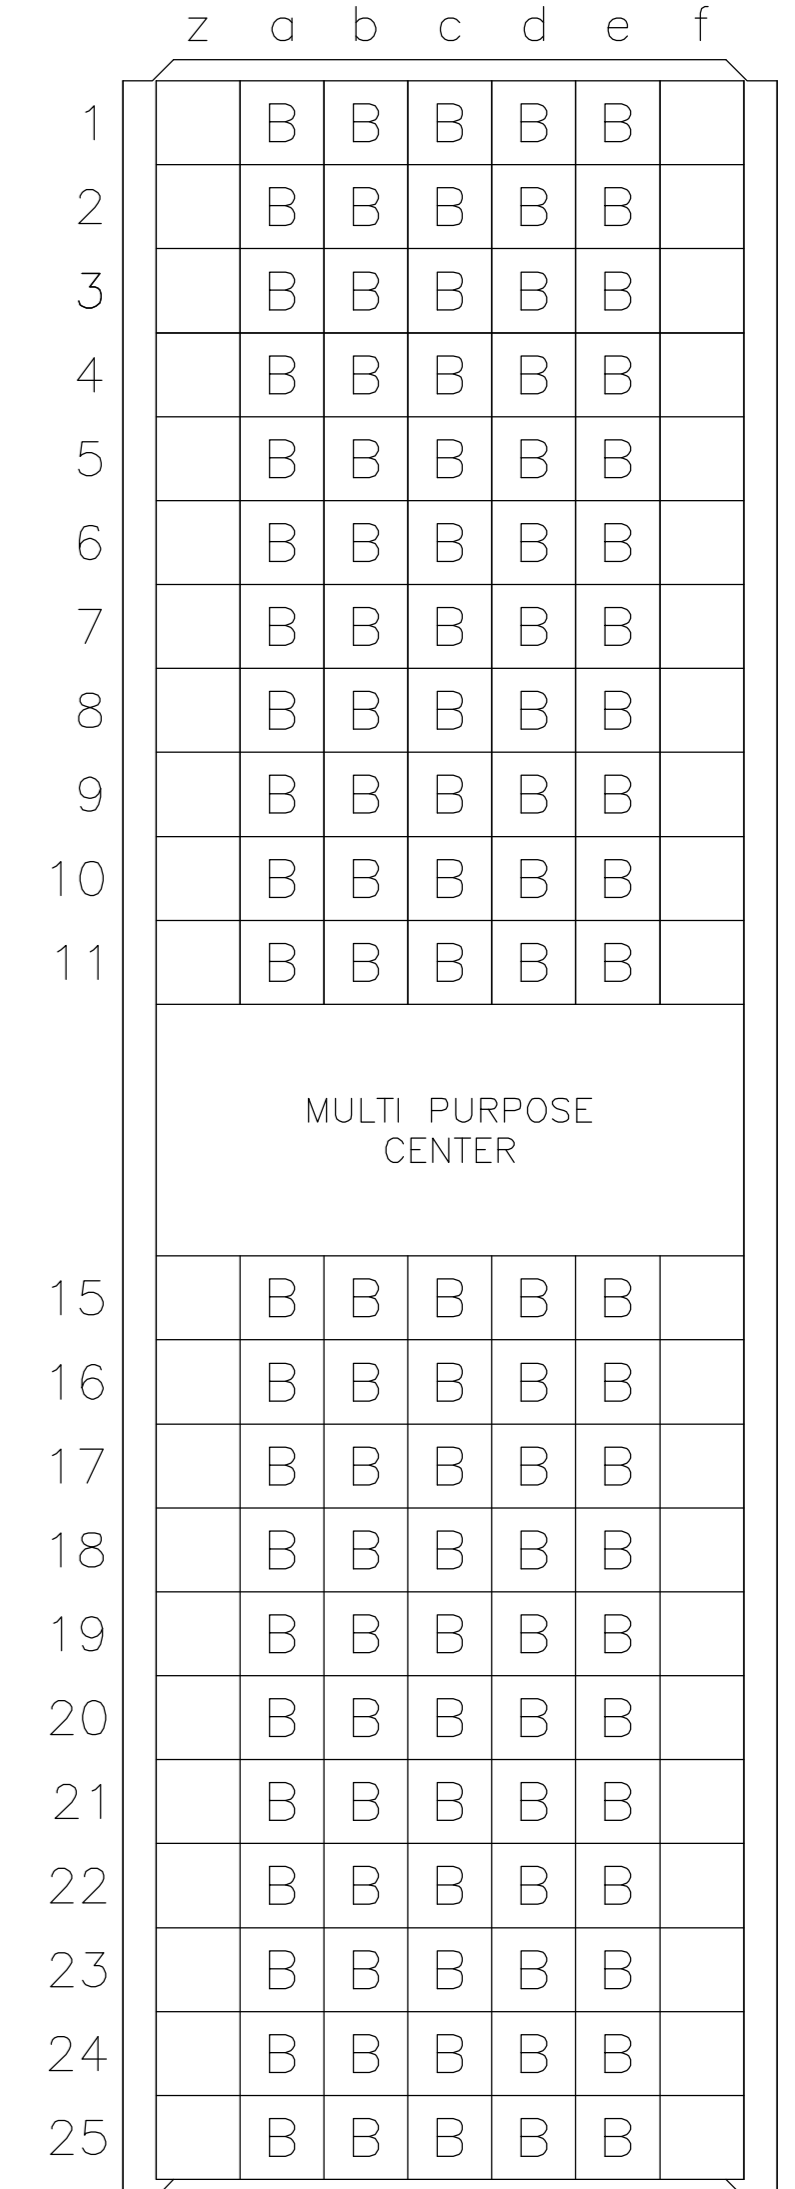 z a b c d e f
1 B B B B B
2 B B B B B
3 B B B B B
4 B B B B B
5 B B B B B
6 B B B B B
7 B B B B B
8 B B B B B
9 B B B B B
10 B B B B B
11 B B B B B
MULTI PURPOSE
CENTER
15 B B B B B
16 B B B B B
17 B B B B B
18 B B B B B
19 B B B B B
20 B B B B B
21 B B B B B
22 B B B B B
23 B B B B B
24 B B B B B
25 B B B B B